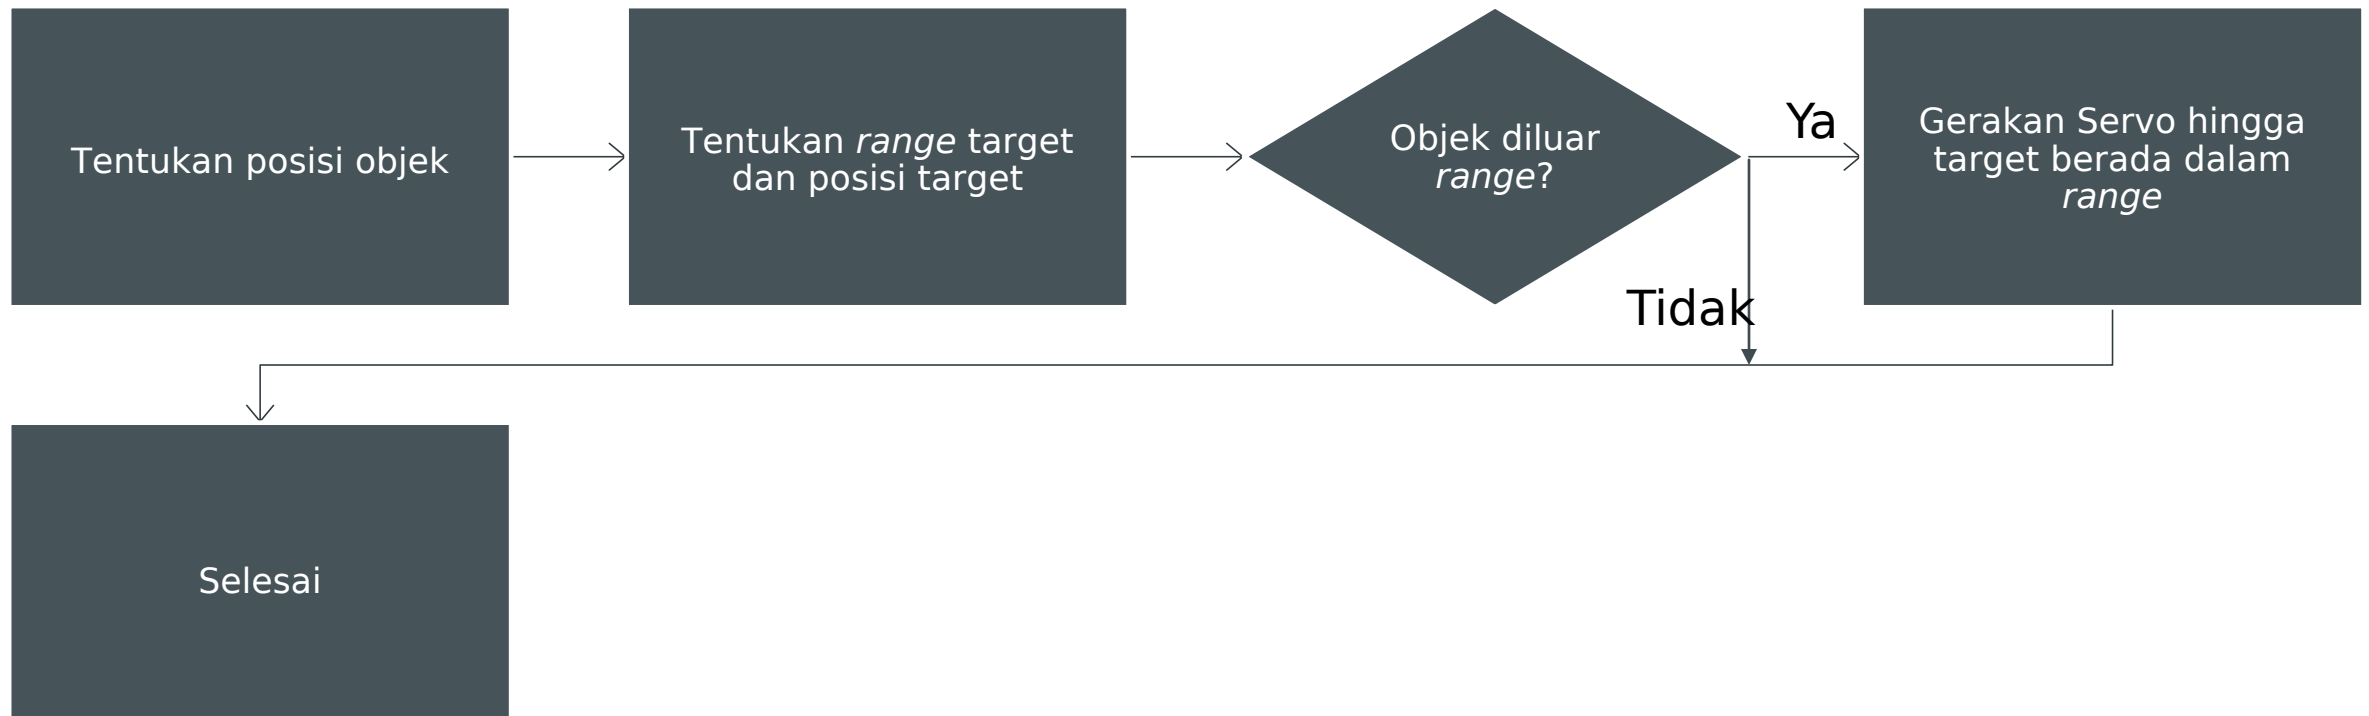 Tentukan posisi objek
Tentukan range target
dan posisi target
Objek diluar
range?
Ya
Gerakan Servo hingga
target berada dalam
range
Tidak
Selesai